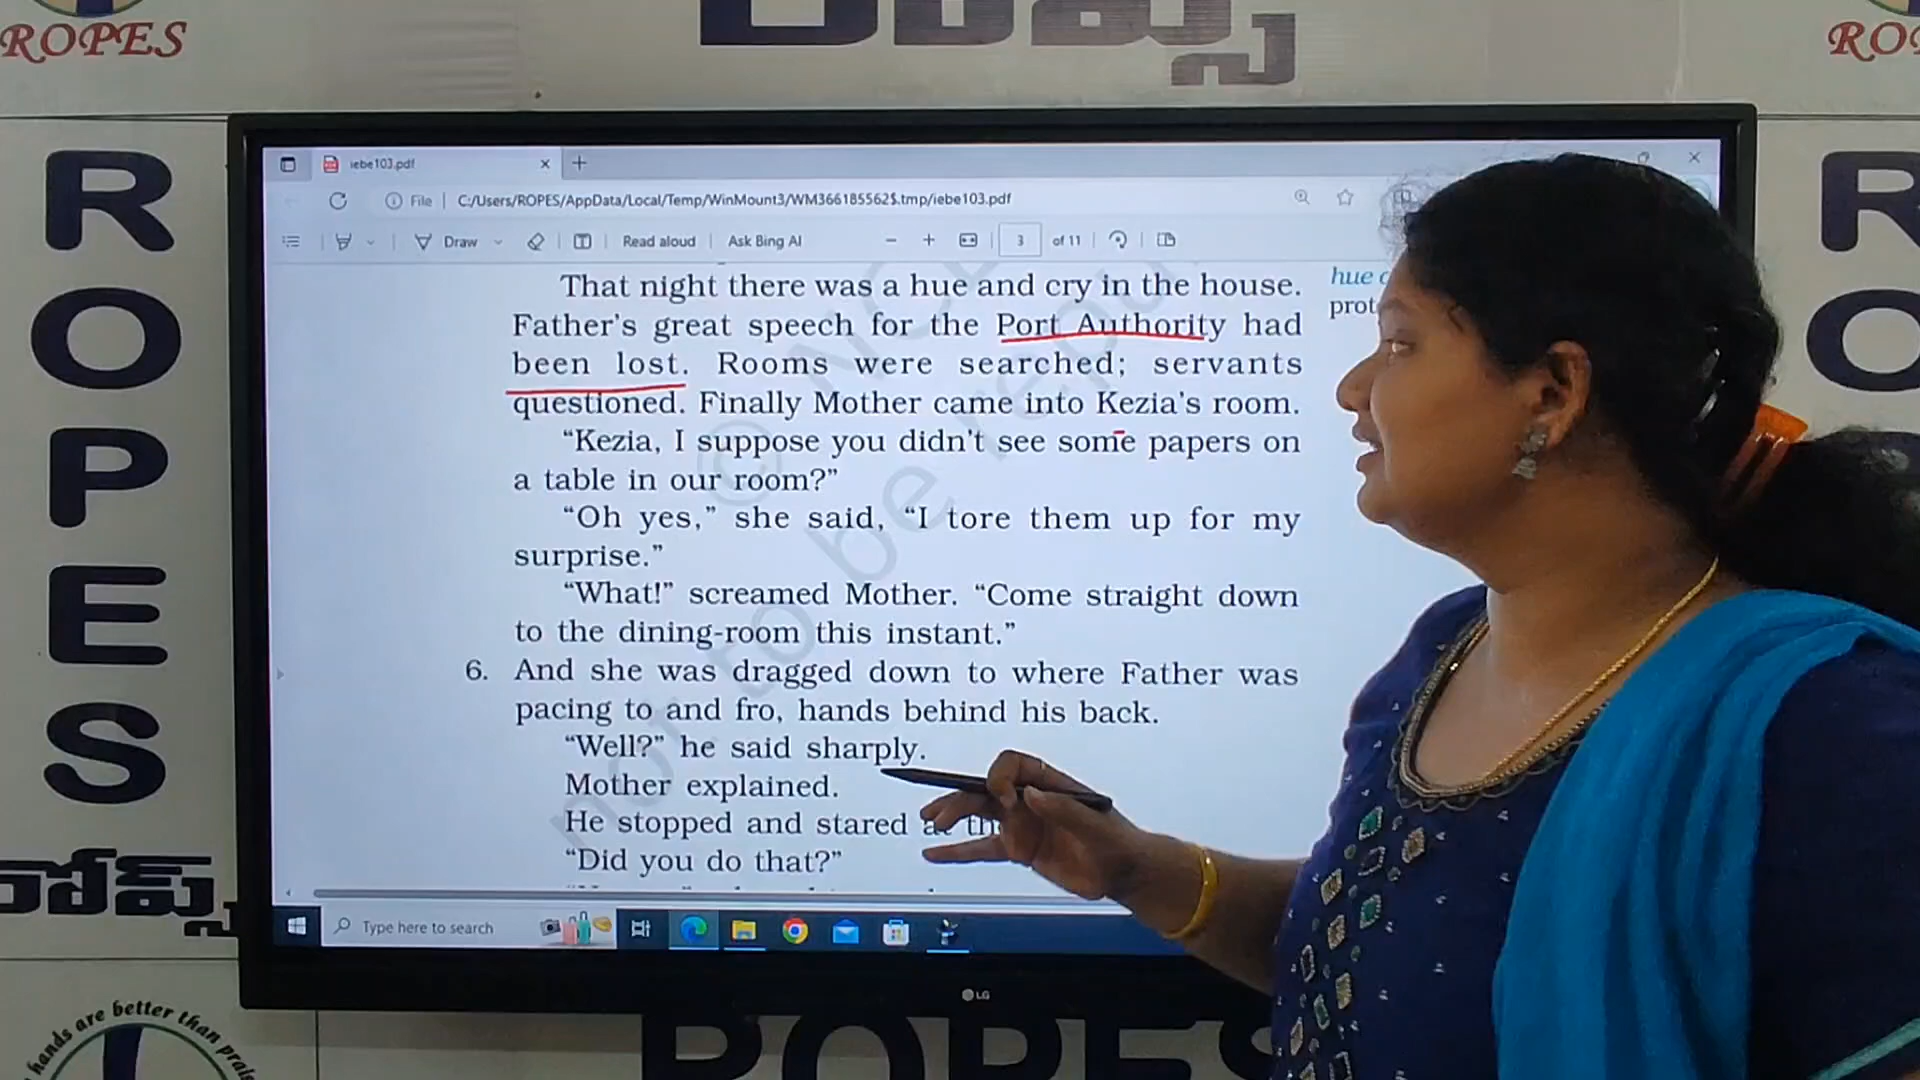 ROPES
రోప్స్
iebe103.pdf
File C:/Users/ROPES/AppData/Local/Temp/WinMount3/WM366185562$.tmp/iebe103.pdf
Draw Read aloud Ask Bing AI 3 of 11
That night there was a hue and cry in the house.
Father's great speech for the Port Authority had
been lost. Rooms were searched; servants
questioned. Finally Mother came into Kezia's room.
“Kezia, I suppose you didn't see some papers on
a table in our room?”
“Oh yes,” she said, “I tore them up for my
surprise.”
“What!” screamed Mother. “Come straight down
to the dining-room this instant.”
6. And she was dragged down to where Father was
pacing to and fro, hands behind his back.
“Well?” he said sharply.
Mother explained.
He stopped and stared
“Did you do that?”
hue
Type here to search
LG
ROPES
రోప్స్
hands are better than
ROPES